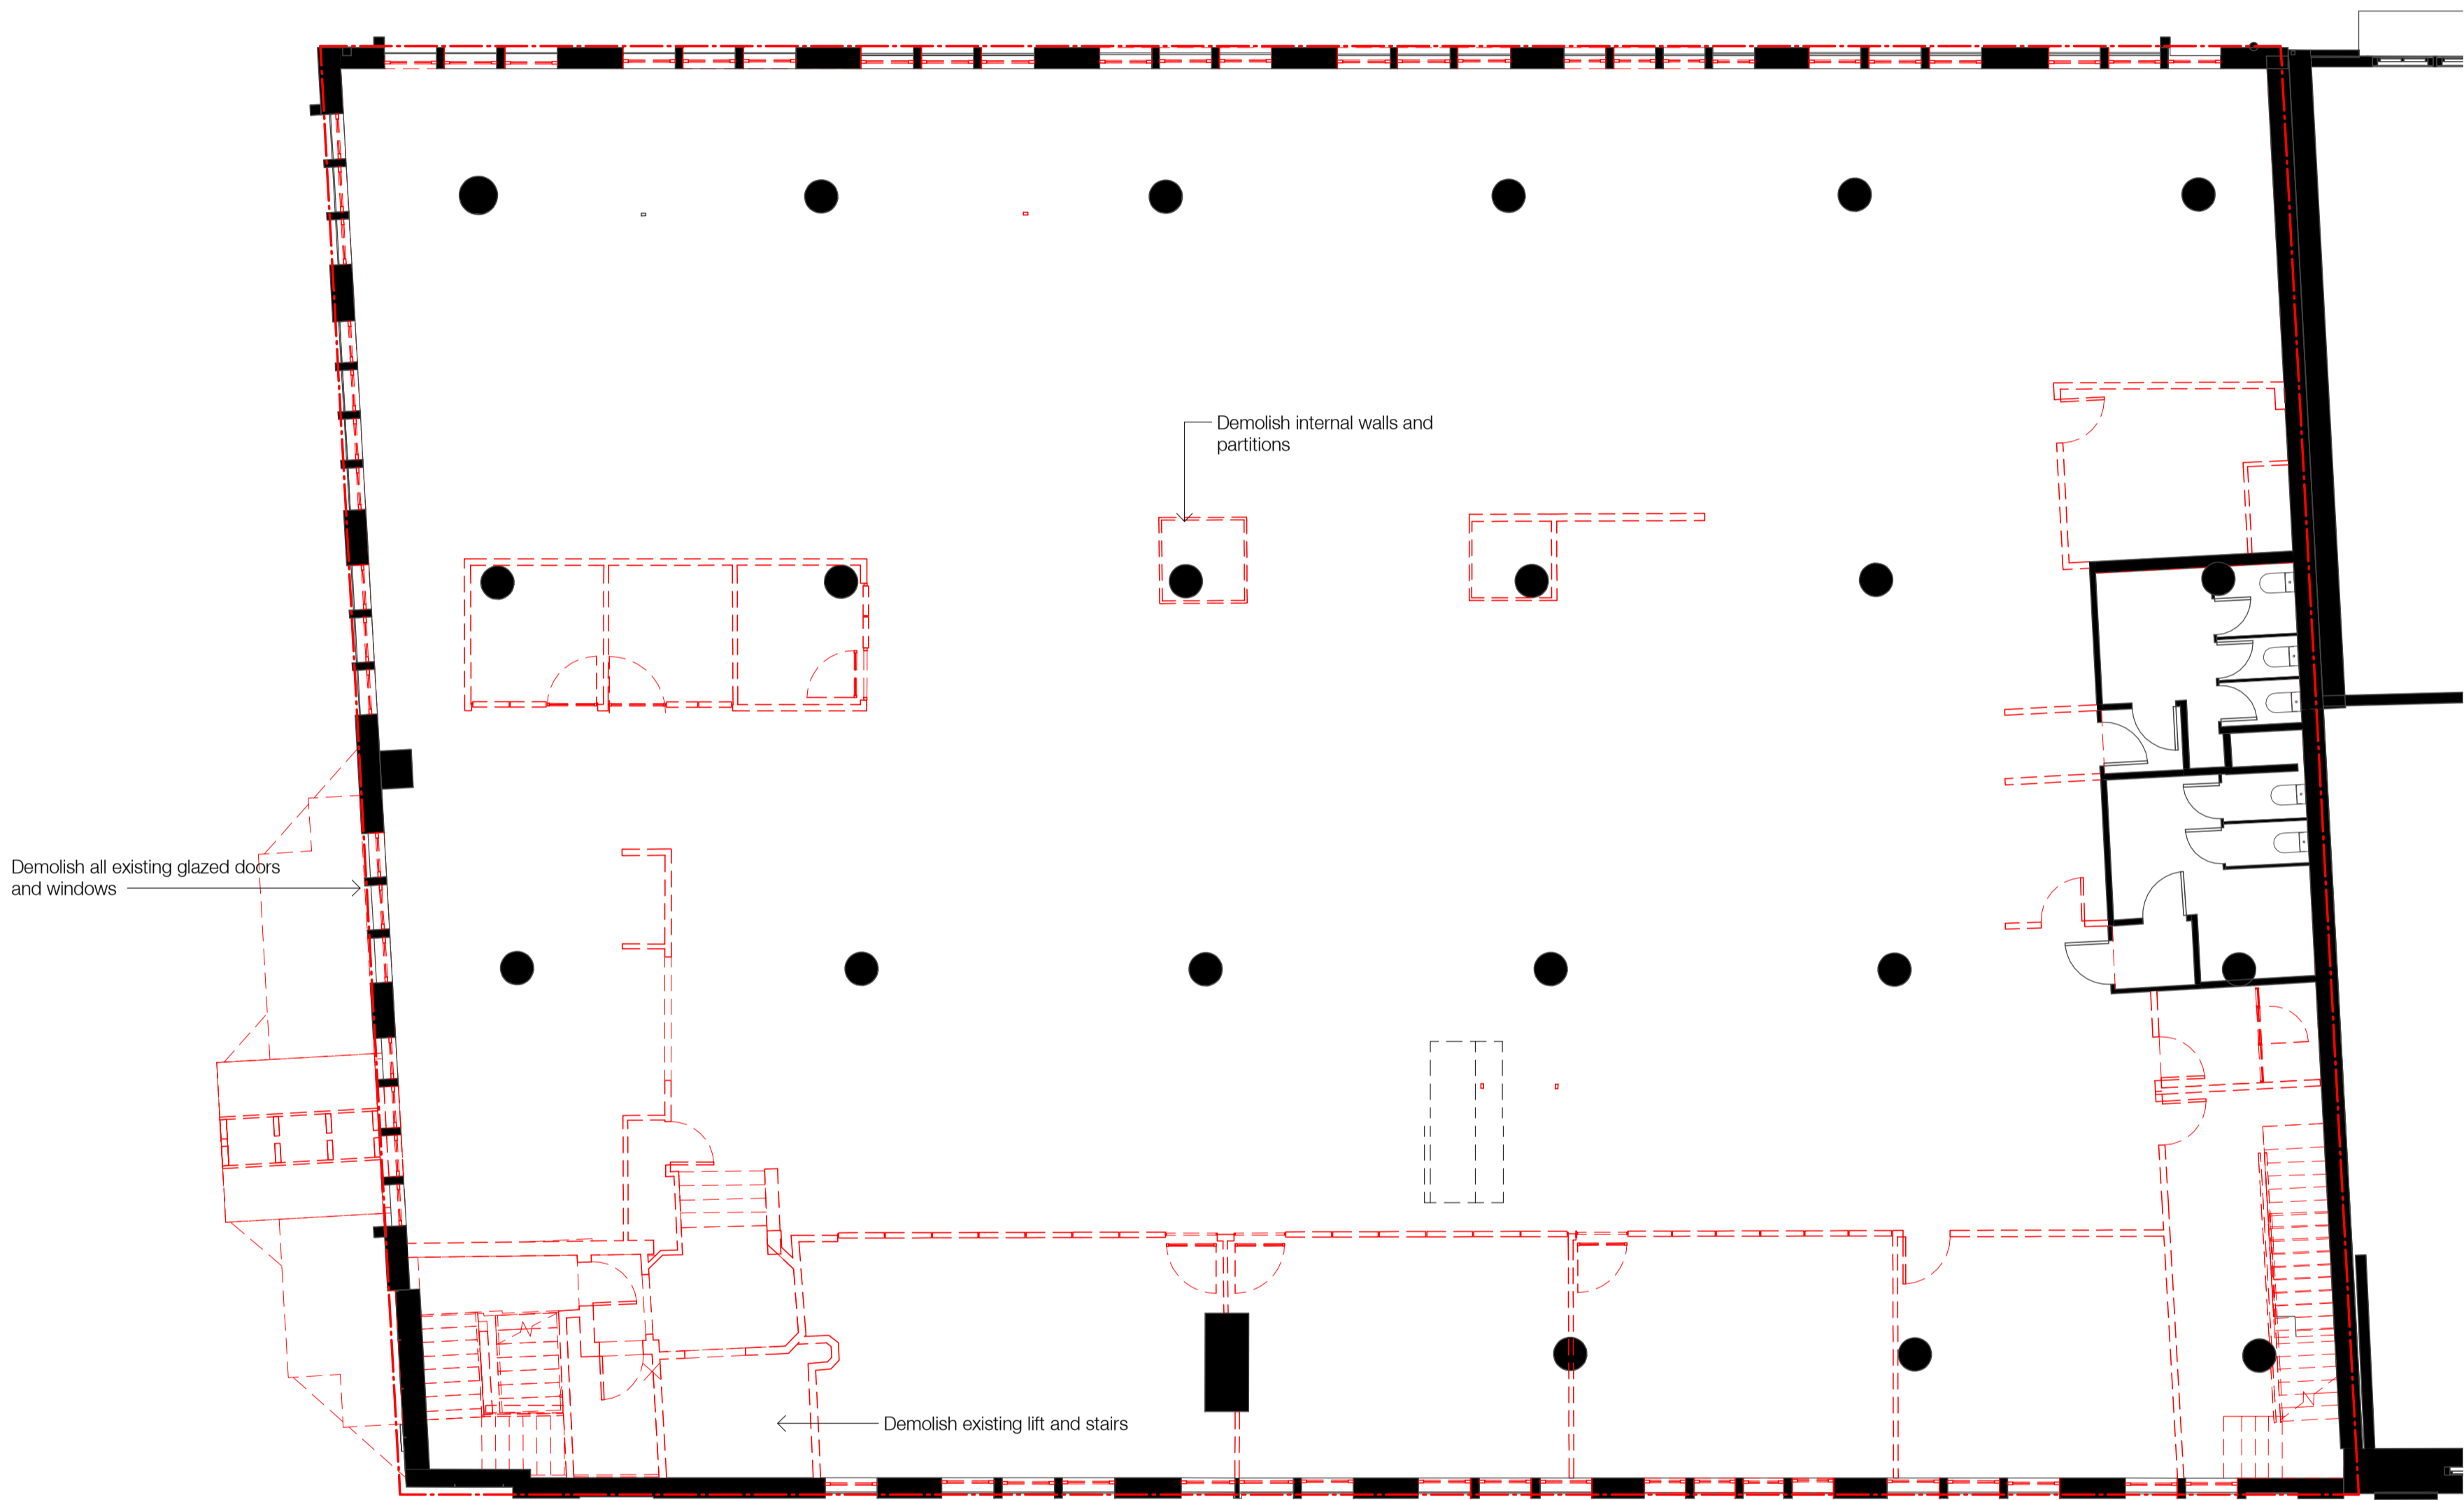 Demolish internal walls and
partitions
Demolish all existing glazed doors
and windows
Demolish existing lift and stairs